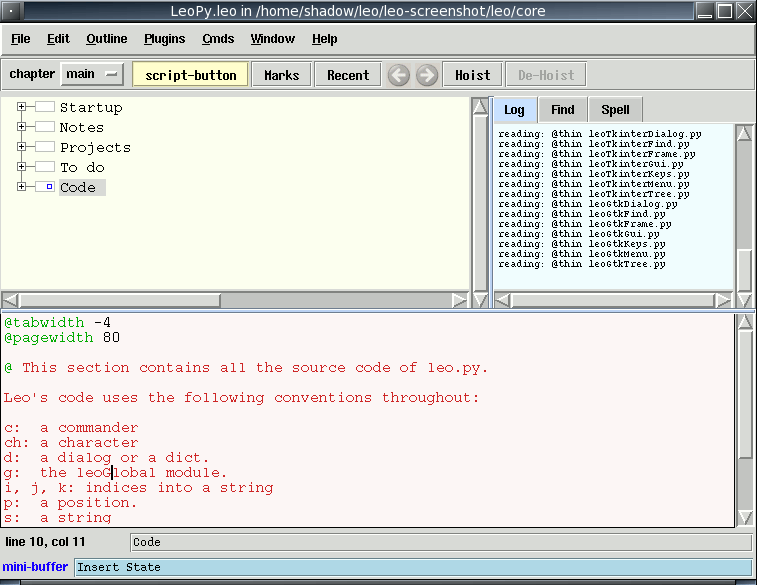 LeoPy.leo in /home/shadow/leo/leo-screenshot/leo/core
File Edit Outline Plugins Cmds Window Help
chapter main script-button Marks Recent Hoist De-Hoist
Startup
Notes
Projects
To do
Code
Log Find Spell
reading: @thin leoTkinterDialog.py
reading: @thin leoTkinterFind.py
reading: @thin leoTkinterFrame.py
reading: @thin leoTkinterGui.py
reading: @thin leoTkinterKeys.py
reading: @thin leoTkinterMenu.py
reading: @thin leoTkinterTree.py
reading: @thin leoGtkDialog.py
reading: @thin leoGtkFind.py
reading: @thin leoGtkFrame.py
reading: @thin leoGtkGui.py
reading: @thin leoGtkKeys.py
reading: @thin leoGtkMenu.py
reading: @thin leoGtkTree.py
@tabwidth -4
@pagewidth 80
@ This section contains all the source code of leo.py.
Leo's code uses the following conventions throughout:
c: a commander
ch: a character
d: a dialog or a dict.
g: the leoGlobal module.
i, j, k: indices into a string
p: a position.
s: a string
line 10, col 11 Code
mini-buffer Insert State